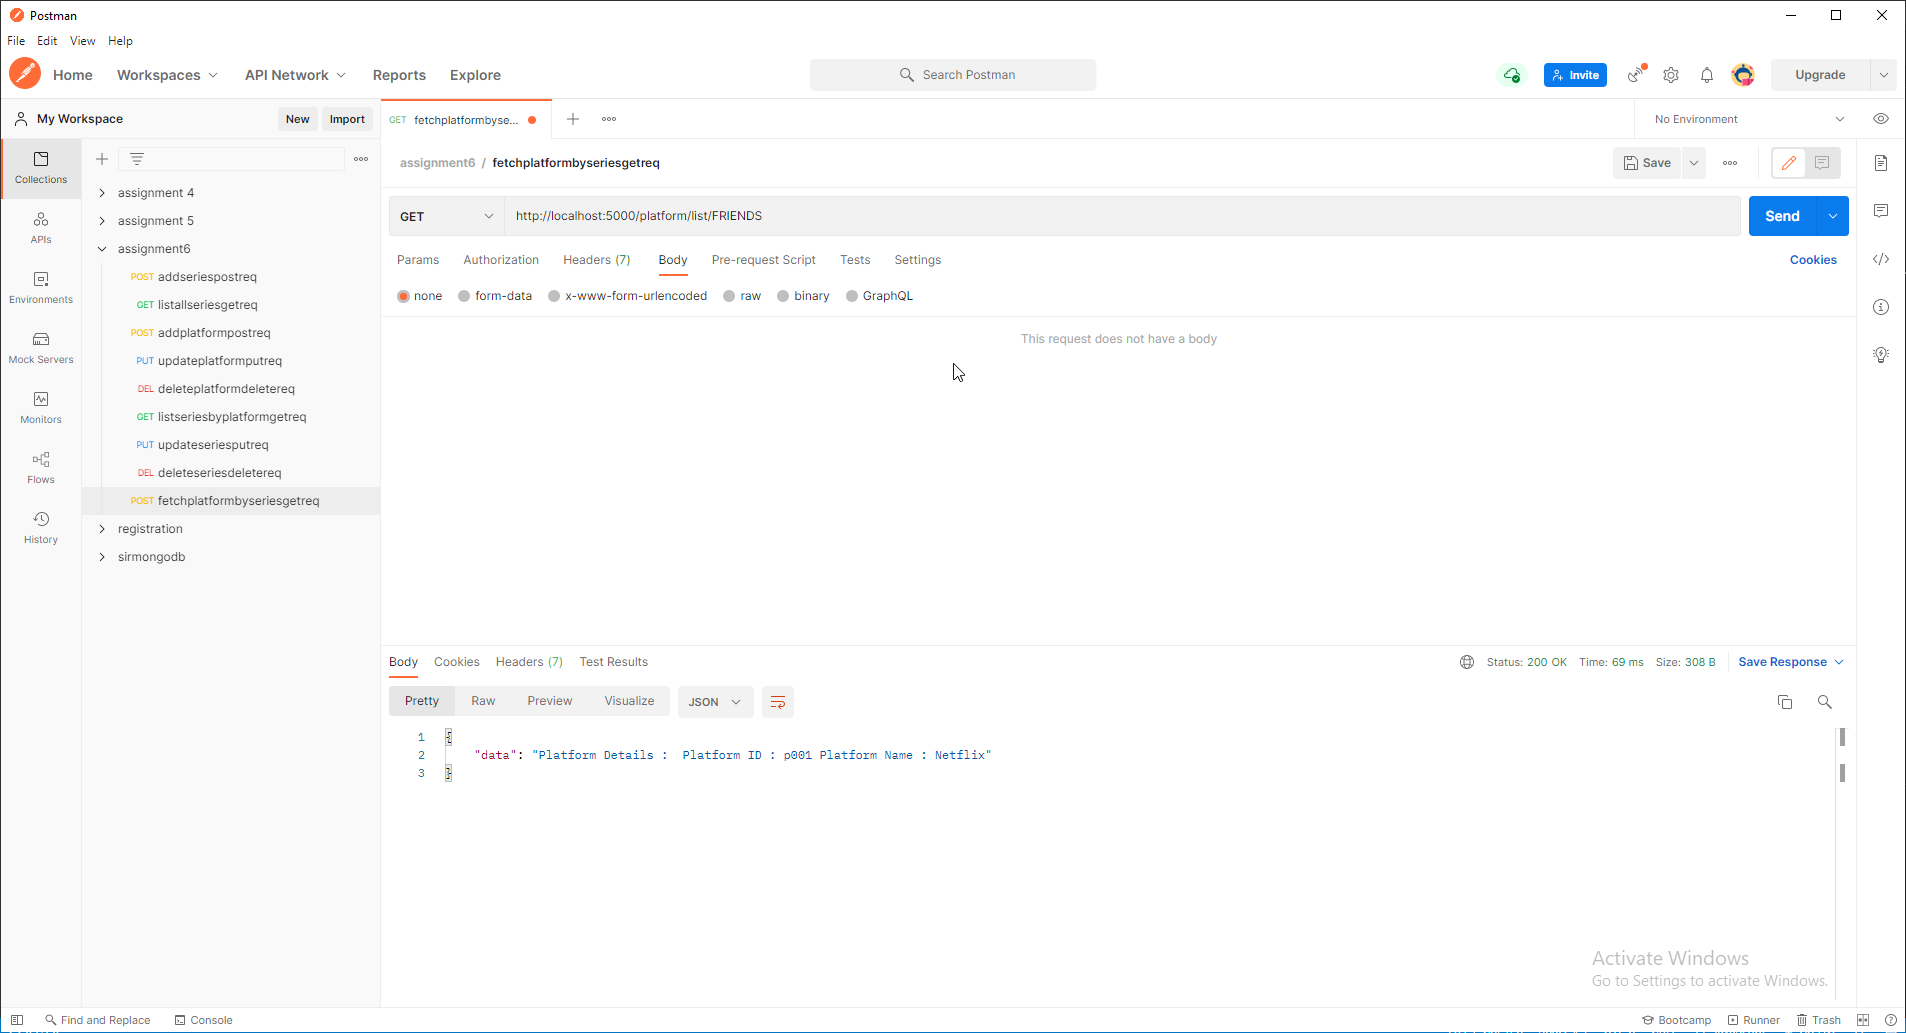 Postman
File Edit View Help
Home Workspaces API Network Reports Explore Search Postman Invite Upgrade
My Workspace New Import GET fetchplatformbyse... No Environment
Collections
APIs
Environments
Mock Servers
Monitors
Flows
History
assignment 4
assignment 5
assignment6
POST addseriespostreq
GET listallseriesgetreq
POST addplatformpostreq
PUT updateplatformputreq
DEL deleteplatformdeletereq
GET listseriesbyplatformgetreq
PUT updateseriesputreq
DEL deleteseriesdeletereq
POST fetchplatformbyseriesgetreq
registration
sirmongodb
assignment6 / fetchplatformbyseriesgetreq Save
GET http://localhost:5000/platform/list/FRIENDS Send
Params Authorization Headers (7) Body Pre-request Script Tests Settings Cookies
none form-data x-www-form-urlencoded raw binary GraphQL
This request does not have a body
Body Cookies Headers (7) Test Results Status: 200 OK Time: 69 ms Size: 308 B Save Response
Pretty Raw Preview Visualize JSON
1 {
2 "data": "Platform Details :  Platform ID : p001 Platform Name : Netflix"
3 }
Activate Windows
Go to Settings to activate Windows.
Find and Replace Console Bootcamp Runner Trash